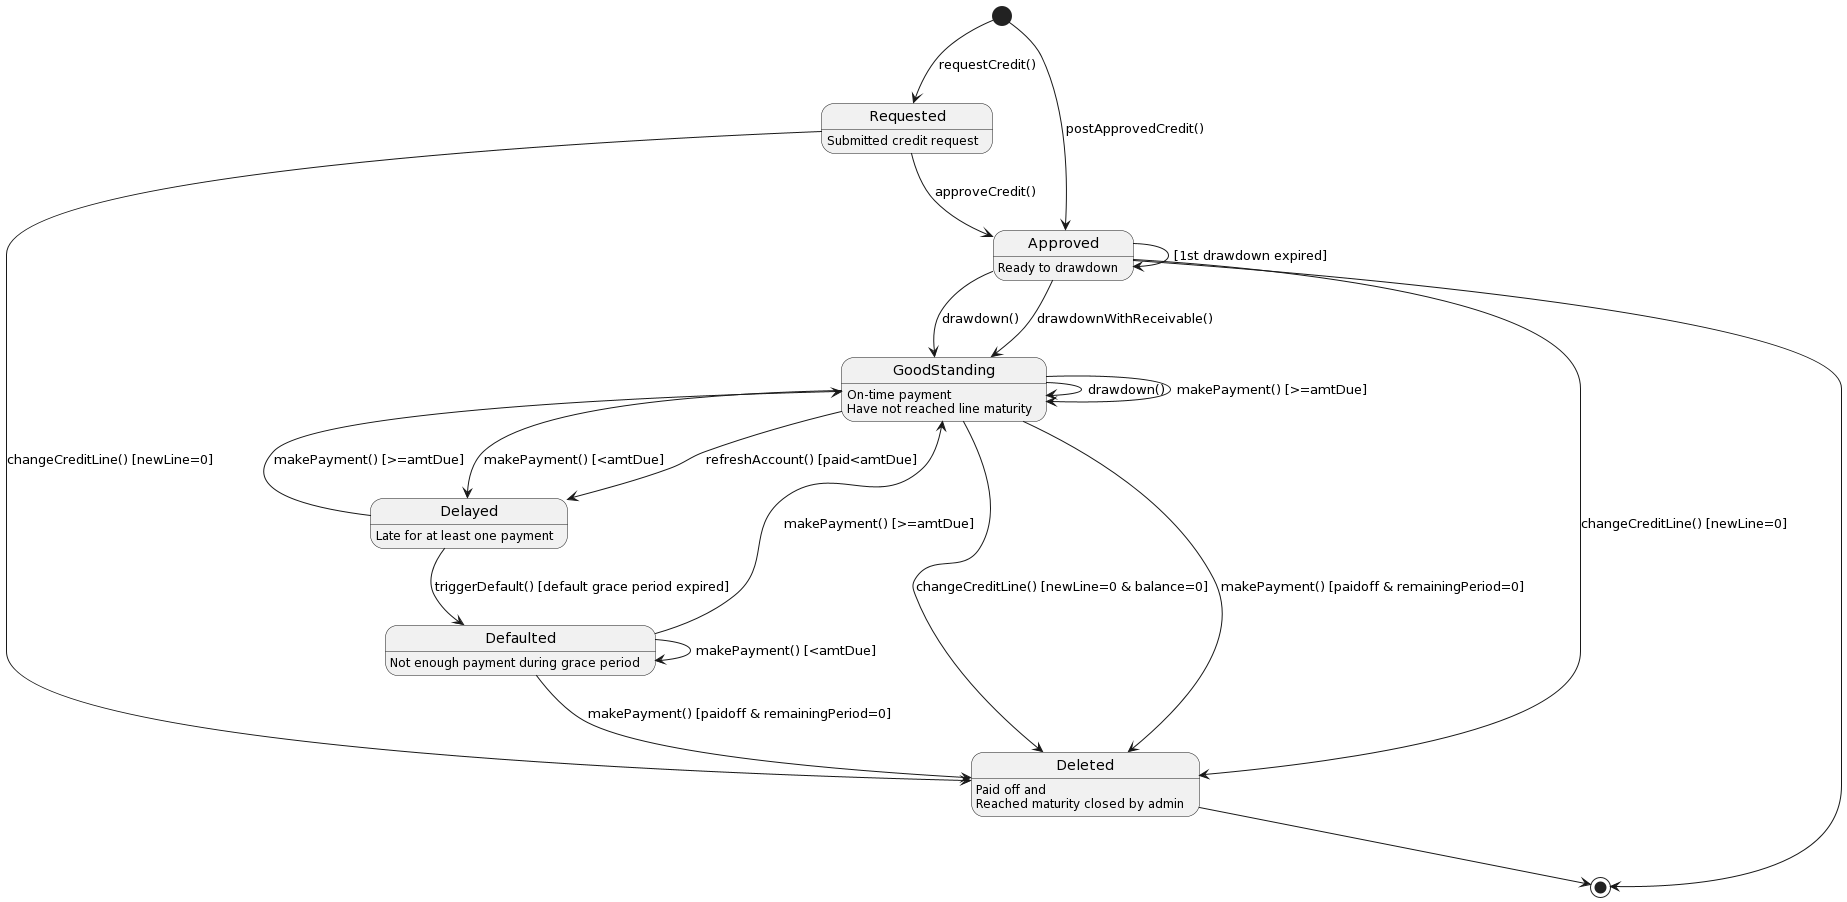 requestCredit()
Requested
Submitted credit request
postApprovedCredit()
approveCredit()
Approved
Ready to drawdown
[1st drawdown expired]
drawdown()
drawdownWithReceivable()
GoodStanding
On-time payment
Have not reached line maturity
drawdown()
makePayment() [>=amtDue]
changeCreditLine() [newLine=0]
makePayment() [>=amtDue]
makePayment() [<amtDue]
refreshAccount() [paid<amtDue]
Delayed
Late for at least one payment
makePayment() [>=amtDue]
changeCreditLine() [newLine=0]
triggerDefault() [default grace period expired]
changeCreditLine() [newLine=0 & balance=0]
makePayment() [paidoff & remainingPeriod=0]
Defaulted
Not enough payment during grace period
makePayment() [<amtDue]
makePayment() [paidoff & remainingPeriod=0]
Deleted
Paid off and
Reached maturity closed by admin